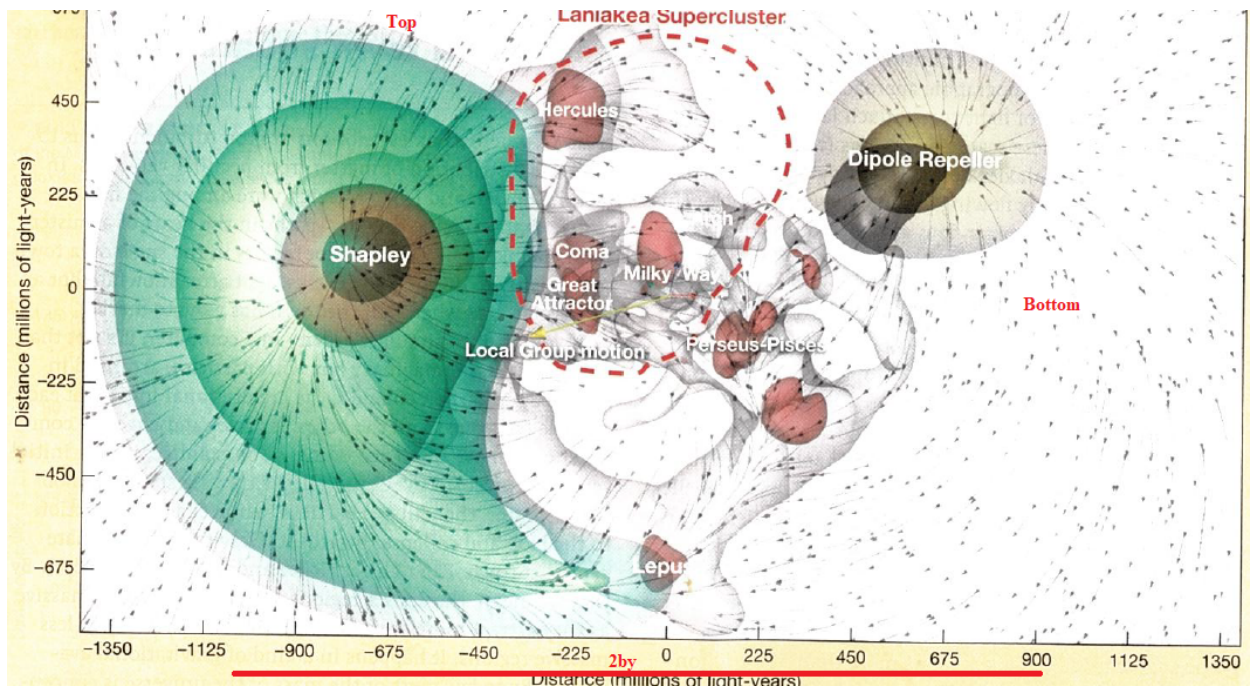 Top
Laniakea Supercluster
Hercules
450
Dipole Repeller
225
Shapley
Coma
Milky Way
Great
Attractor
0
Bottom
Local Group motion
Perseus-Pisces
-225
-450
-675
Lepus
Distance (millions of light-years)
-1350 -1125 -900 -675 -450 -225 0 225 450 675 900 1125 1350
2by
Distance (millions of light-years)